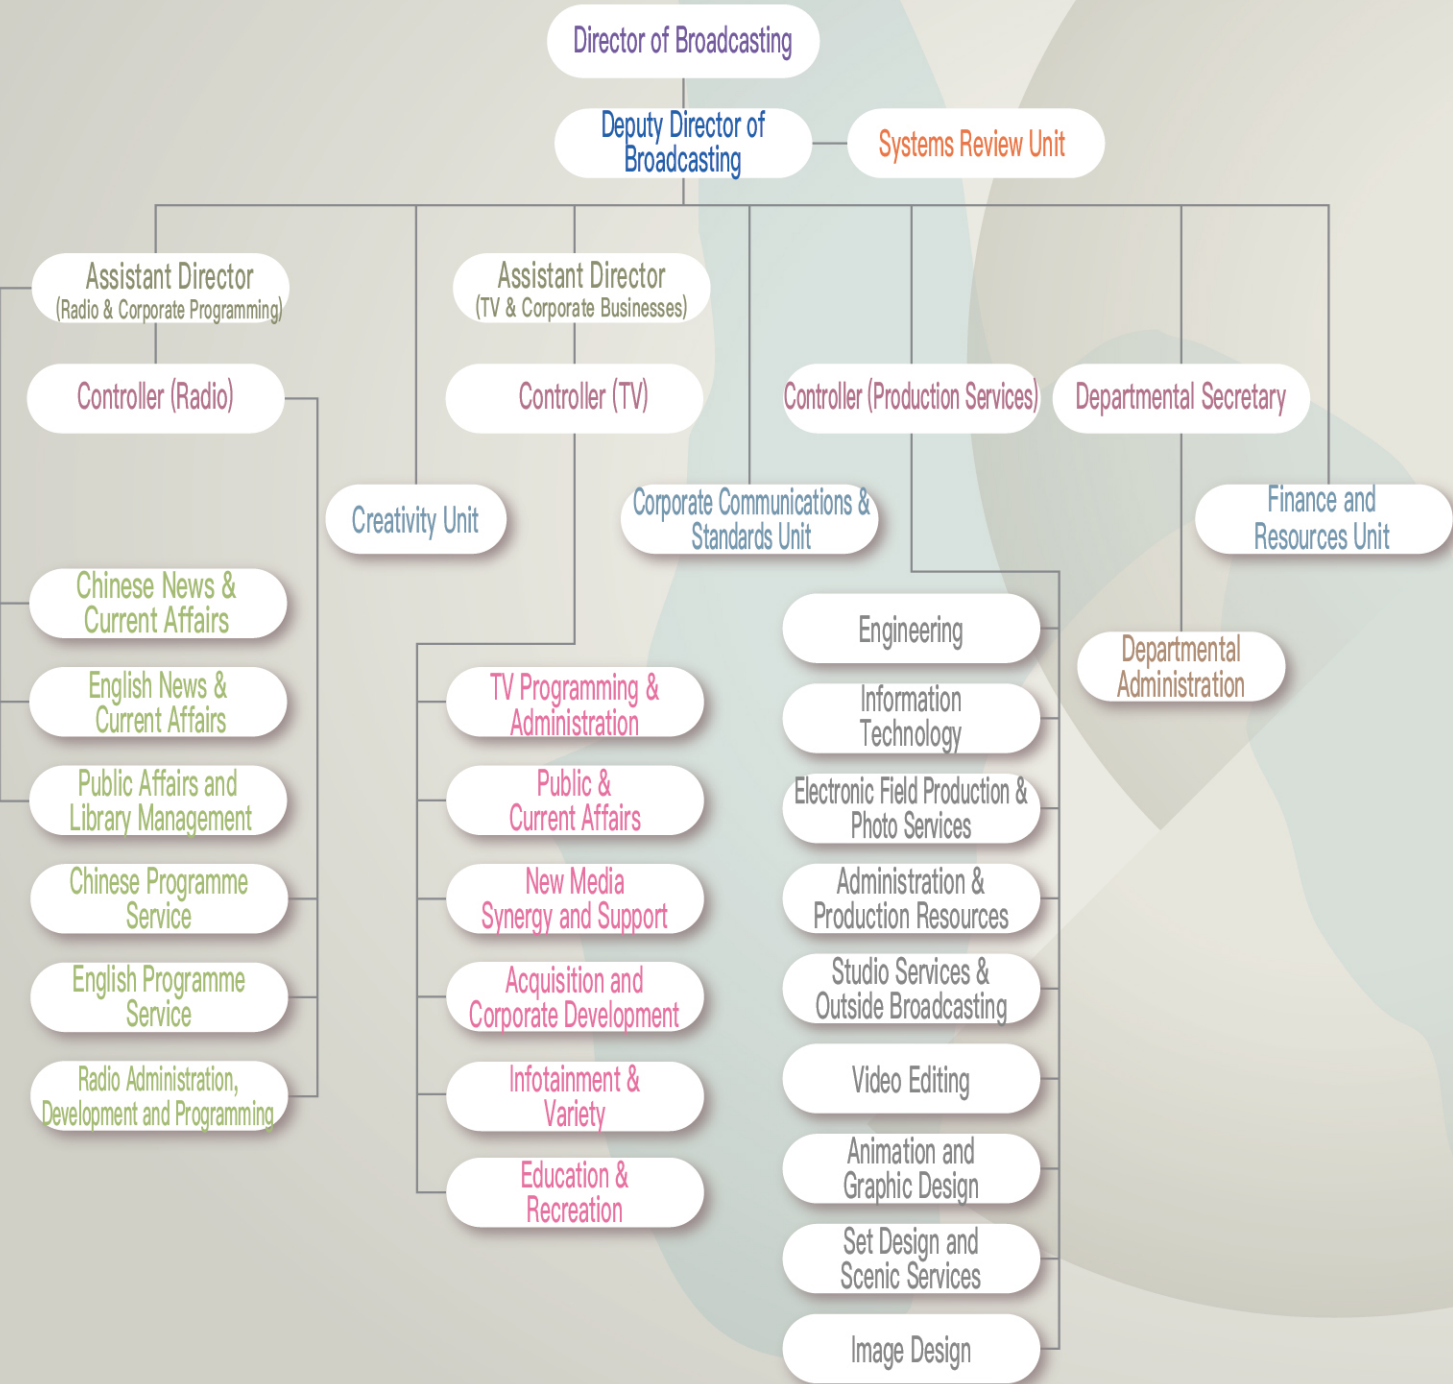 Director of Broadcasting
Deputy Director of
Broadcasting
Systems Review Unit
Assistant Director
(Radio & Corporate Programming)
Assistant Director
(TV & Corporate Businesses)
Controller (Radio)
Controller (TV)
Controller (Production Services)
Departmental Secretary
Creativity Unit
Corporate Communications &
Standards Unit
Finance and
Resources Unit
Chinese News &
Current Affairs
English News &
Current Affairs
Public Affairs and
Library Management
Chinese Programme
Service
English Programme
Service
Radio Administration,
Development and Programming
TV Programming &
Administration
Public &
Current Affairs
New Media
Synergy and Support
Acquisition and
Corporate Development
Infotainment &
Variety
Education &
Recreation
Engineering
Information
Technology
Electronic Field Production &
Photo Services
Administration &
Production Resources
Studio Services &
Outside Broadcasting
Video Editing
Animation and
Graphic Design
Set Design and
Scenic Services
Image Design
Departmental
Administration